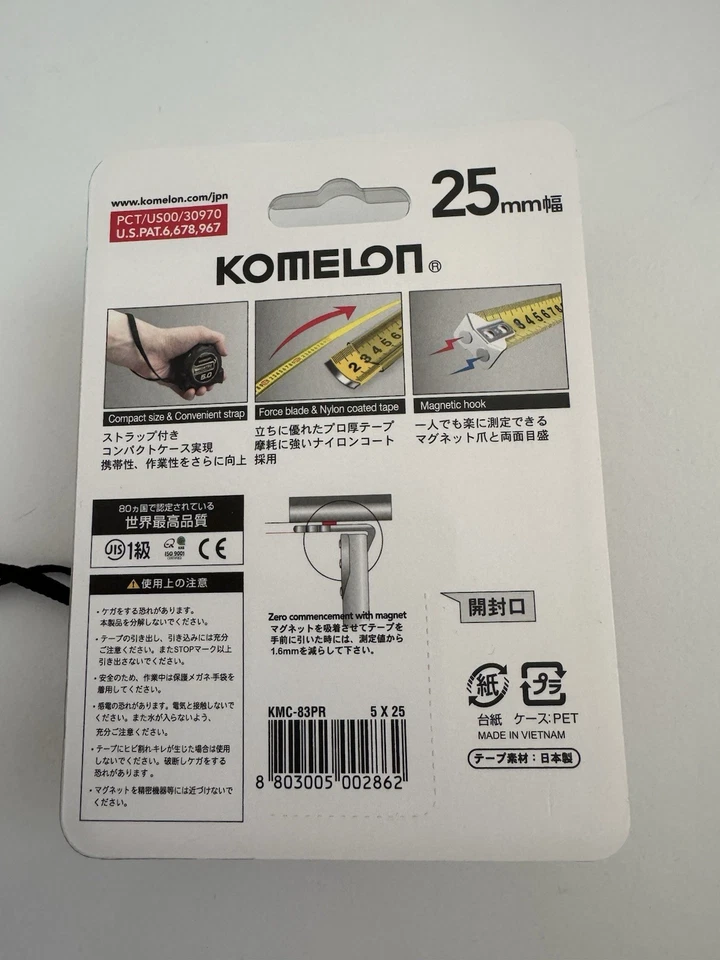 www.komelon.com/jpn
PCT/US00/30970
U.S.PAT.6,678,967
25mm幅
KOMELON®
Compact size & Convenient strap
ストラップ付き
コンパクトケース実現
携帯性、作業性をさらに向上
2 3 4 5 6
Force blade & Nylon coated tape
立ちに優れたプロ厚テープ
摩耗に強いナイロンコート
採用
3 4 5 6 7 8
Magnetic hook
一人でも楽に測定できる
マグネット爪と両面目盛
80ヵ国で認定されている
世界最高品質
JIS 1級
ISO 9001
CE
⚠使用上の注意
・ケガをする恐れがあります。
本製品を分解しないでください。
・テープの引き出し、引き込みには充分
ご注意ください。またSTOPマーク以上
引き出さないでください。
・安全のため、作業中は保護メガネ·手袋を
着用してください。
・感電の恐れがあります。電気と接触しないで
ください。また水が入らないよう、
充分ご注意ください。
・テープにヒビ割れキレが生じた場合は使用
しないでください。破断しケガをする
恐れがあります 。
・マグネットを精密機器等には近づけないで
ください。
Zero commencement with magnet
マグネットを吸着させてテープを
手前に引いた時には、測定値から
1.6mmを減らして下さい。
KMC-83PR 5 X 25
8 803005 002862
開封口
紙 プラ
台紙 ケース:PET
MADE IN VIETNAM
テープ素材：日本製